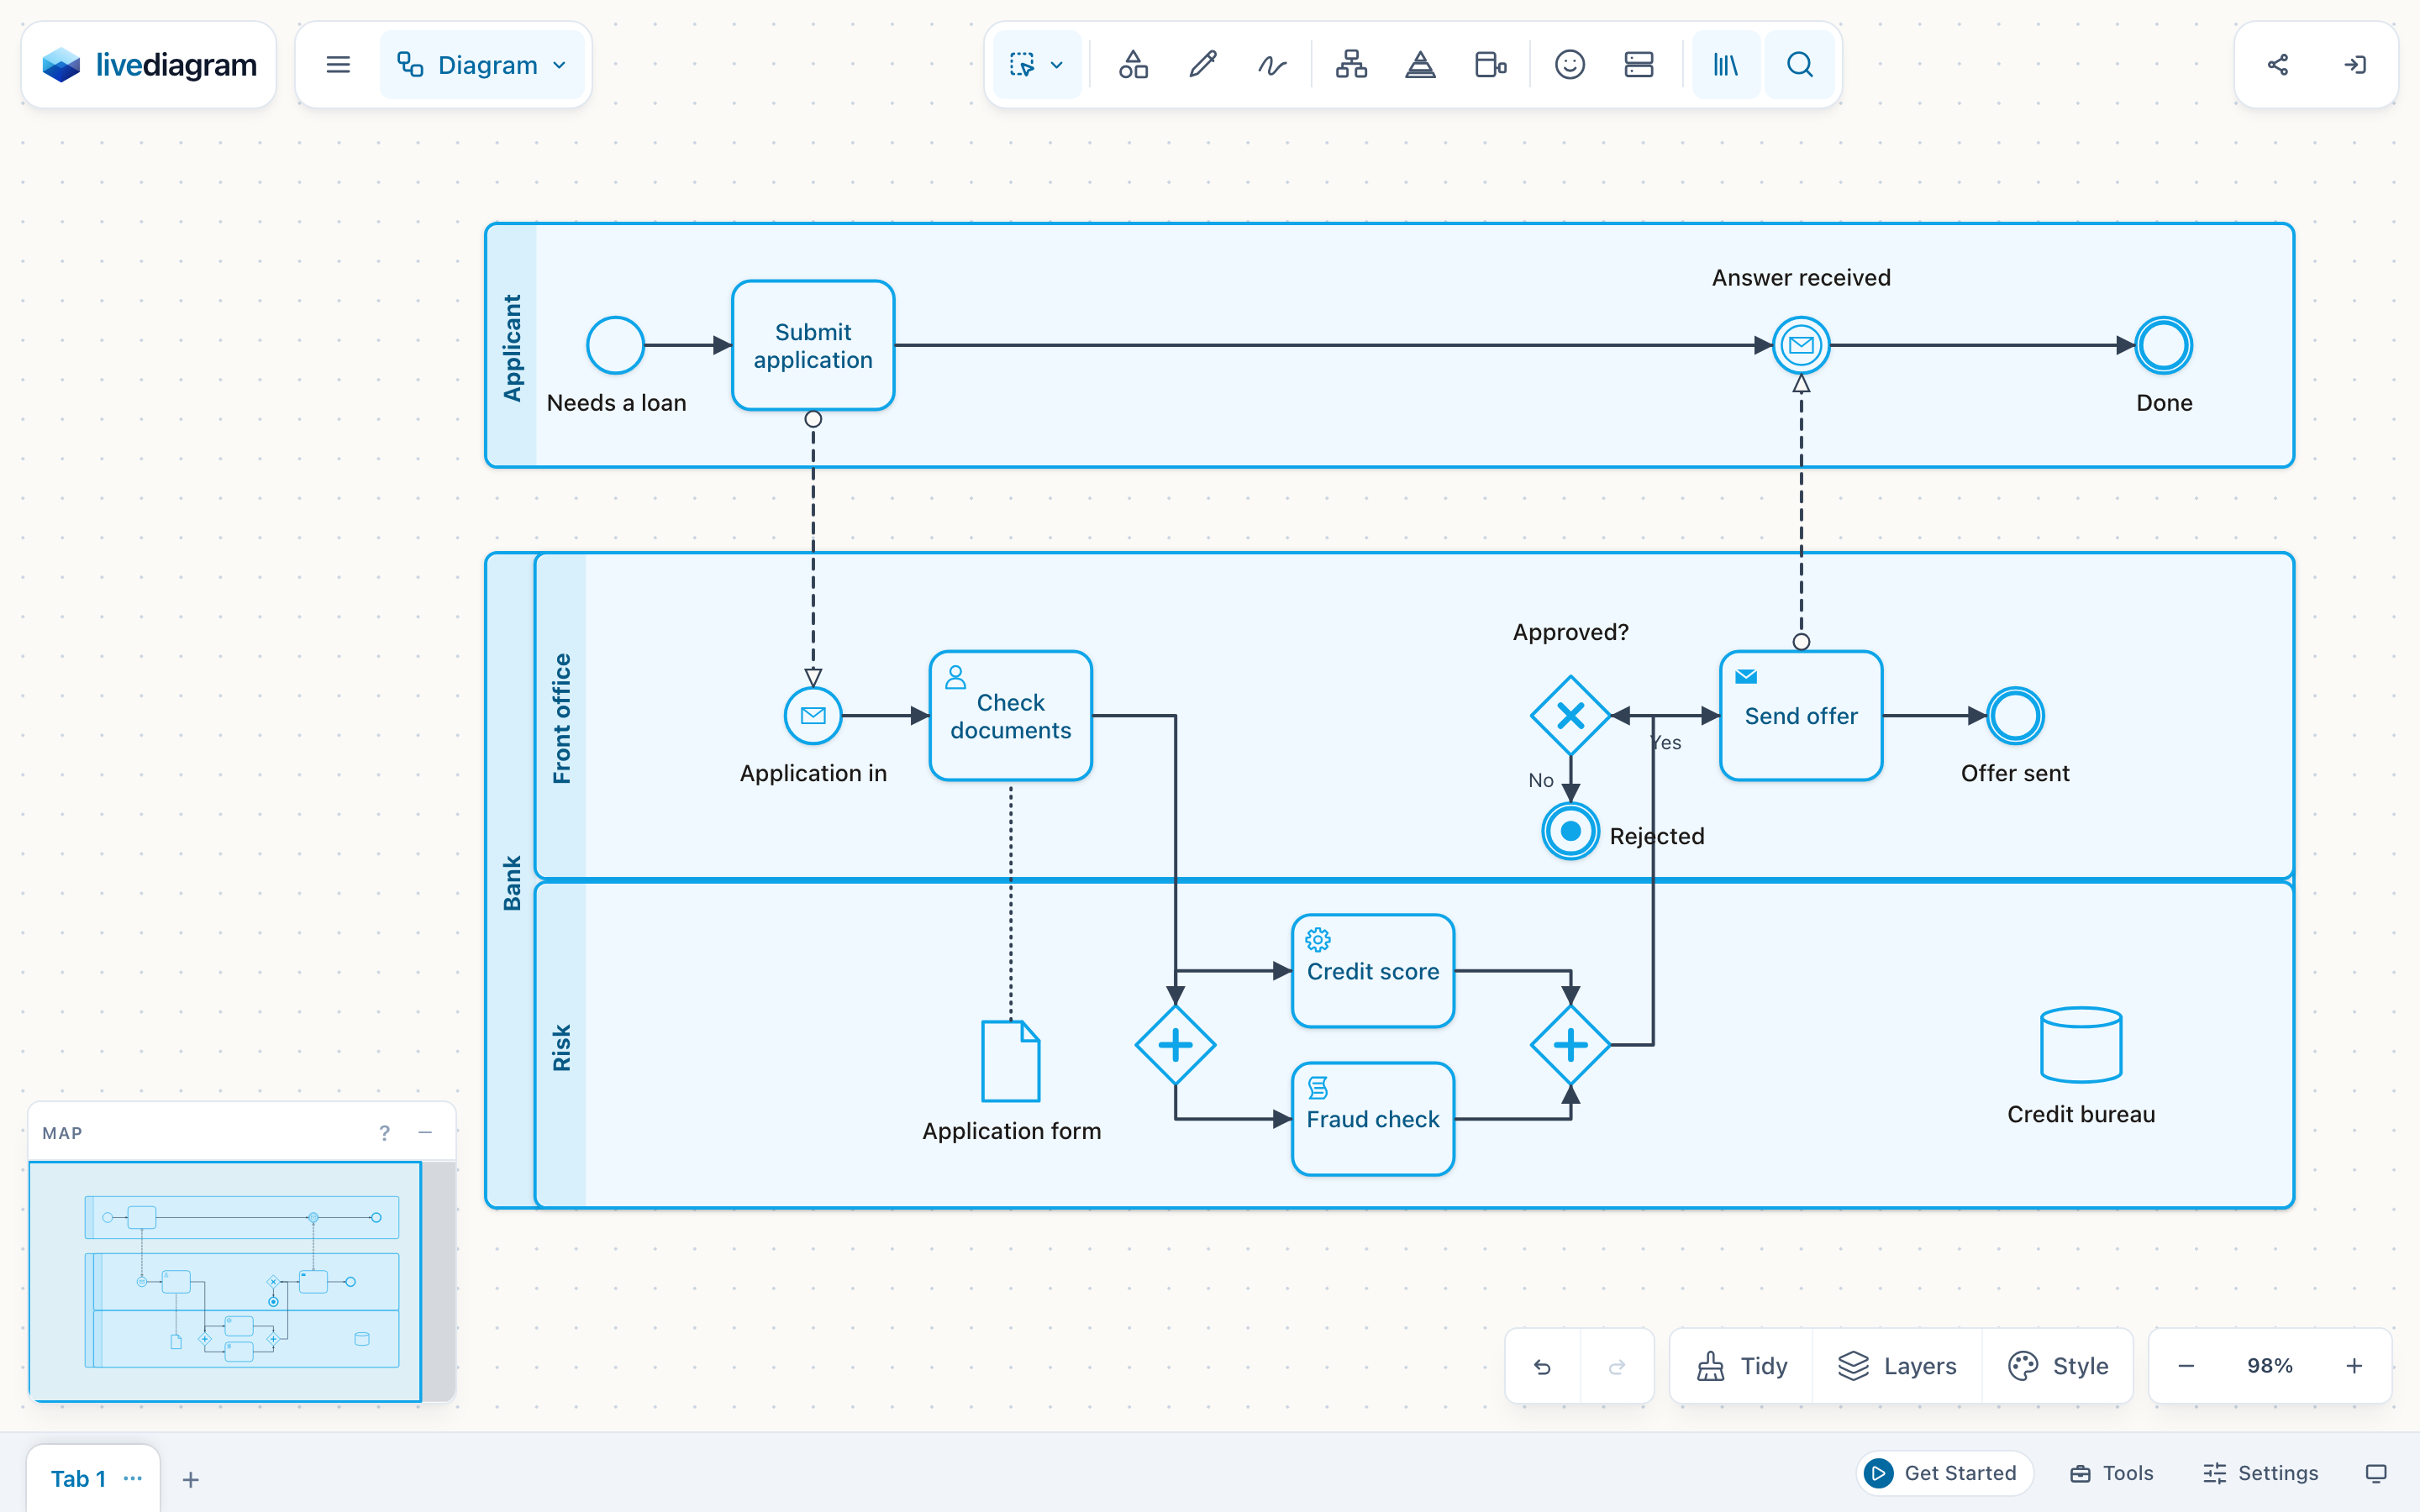 livediagram
Diagram
Applicant
Needs a loan
Submit
application
Answer received
Done
Bank
Front office
Application in
Check
documents
Approved?
Yes
No
Rejected
Send offer
Offer sent
Risk
Application form
Credit score
Fraud check
Credit bureau
MAP
?
Tidy
Layers
Style
98%
Tab 1
Get Started
Tools
Settings